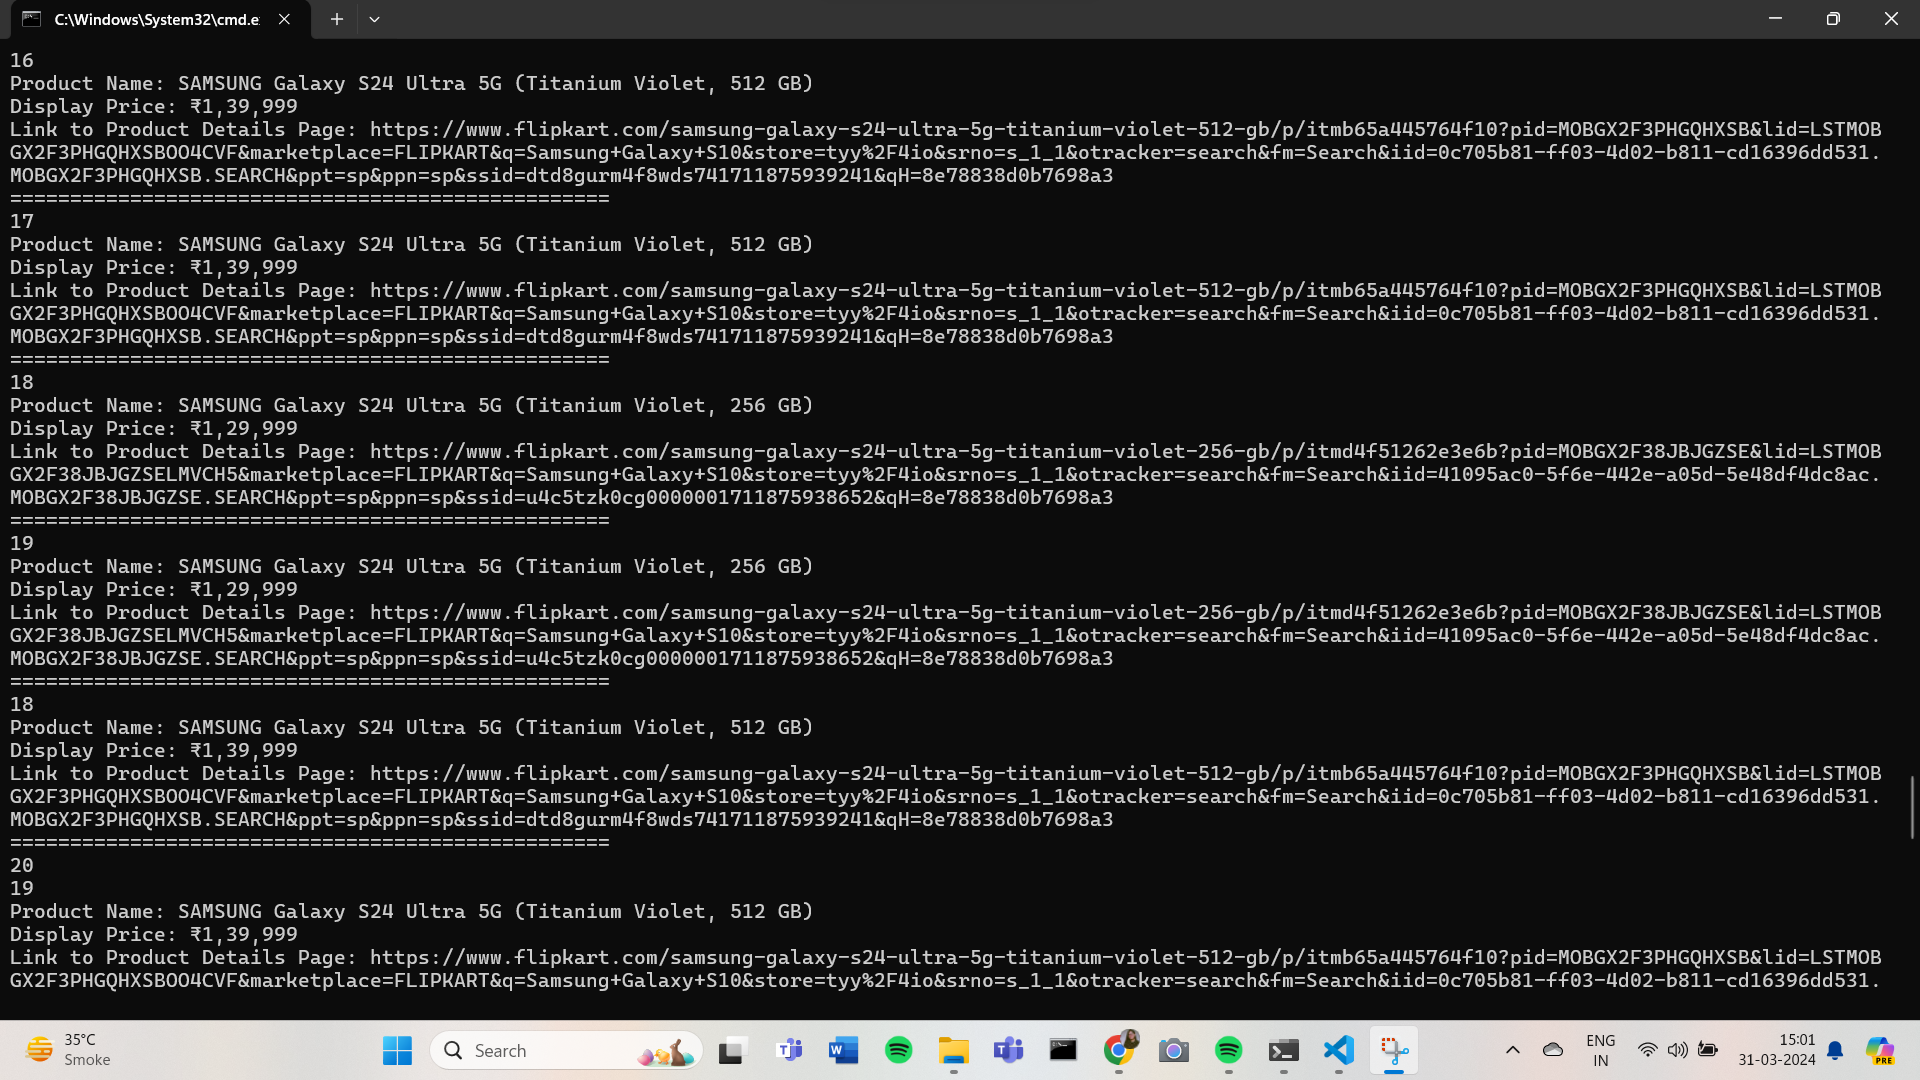 C:\Windows\System32\cmd.e
16
Product Name: SAMSUNG Galaxy S24 Ultra 5G (Titanium Violet, 512 GB)
Display Price: ₹1,39,999
Link to Product Details Page: https://www.flipkart.com/samsung-galaxy-s24-ultra-5g-titanium-violet-512-gb/p/itmb65a445764f10?pid=MOBGX2F3PHGQHXSB&lid=LSTMOB
GX2F3PHGQHXSBOO4CVF&marketplace=FLIPKART&q=Samsung+Galaxy+S10&store=tyy%2F4io&srno=s_1_1&otracker=search&fm=Search&iid=0c705b81-ff03-4d02-b811-cd16396dd531.
MOBGX2F3PHGQHXSB.SEARCH&ppt=sp&ppn=sp&ssid=dtd8gurm4f8wds741711875939241&qH=8e78838d0b7698a3
==================================================
17
Product Name: SAMSUNG Galaxy S24 Ultra 5G (Titanium Violet, 512 GB)
Display Price: ₹1,39,999
Link to Product Details Page: https://www.flipkart.com/samsung-galaxy-s24-ultra-5g-titanium-violet-512-gb/p/itmb65a445764f10?pid=MOBGX2F3PHGQHXSB&lid=LSTMOB
GX2F3PHGQHXSBOO4CVF&marketplace=FLIPKART&q=Samsung+Galaxy+S10&store=tyy%2F4io&srno=s_1_1&otracker=search&fm=Search&iid=0c705b81-ff03-4d02-b811-cd16396dd531.
MOBGX2F3PHGQHXSB.SEARCH&ppt=sp&ppn=sp&ssid=dtd8gurm4f8wds741711875939241&qH=8e78838d0b7698a3
==================================================
18
Product Name: SAMSUNG Galaxy S24 Ultra 5G (Titanium Violet, 256 GB)
Display Price: ₹1,29,999
Link to Product Details Page: https://www.flipkart.com/samsung-galaxy-s24-ultra-5g-titanium-violet-256-gb/p/itmd4f51262e3e6b?pid=MOBGX2F38JBJGZSE&lid=LSTMOB
GX2F38JBJGZSELMVCH5&marketplace=FLIPKART&q=Samsung+Galaxy+S10&store=tyy%2F4io&srno=s_1_1&otracker=search&fm=Search&iid=41095ac0-5f6e-442e-a05d-5e48df4dc8ac.
MOBGX2F38JBJGZSE.SEARCH&ppt=sp&ppn=sp&ssid=u4c5tzk0cg0000001711875938652&qH=8e78838d0b7698a3
==================================================
19
Product Name: SAMSUNG Galaxy S24 Ultra 5G (Titanium Violet, 256 GB)
Display Price: ₹1,29,999
Link to Product Details Page: https://www.flipkart.com/samsung-galaxy-s24-ultra-5g-titanium-violet-256-gb/p/itmd4f51262e3e6b?pid=MOBGX2F38JBJGZSE&lid=LSTMOB
GX2F38JBJGZSELMVCH5&marketplace=FLIPKART&q=Samsung+Galaxy+S10&store=tyy%2F4io&srno=s_1_1&otracker=search&fm=Search&iid=41095ac0-5f6e-442e-a05d-5e48df4dc8ac.
MOBGX2F38JBJGZSE.SEARCH&ppt=sp&ppn=sp&ssid=u4c5tzk0cg0000001711875938652&qH=8e78838d0b7698a3
==================================================
18
Product Name: SAMSUNG Galaxy S24 Ultra 5G (Titanium Violet, 512 GB)
Display Price: ₹1,39,999
Link to Product Details Page: https://www.flipkart.com/samsung-galaxy-s24-ultra-5g-titanium-violet-512-gb/p/itmb65a445764f10?pid=MOBGX2F3PHGQHXSB&lid=LSTMOB
GX2F3PHGQHXSBOO4CVF&marketplace=FLIPKART&q=Samsung+Galaxy+S10&store=tyy%2F4io&srno=s_1_1&otracker=search&fm=Search&iid=0c705b81-ff03-4d02-b811-cd16396dd531.
MOBGX2F3PHGQHXSB.SEARCH&ppt=sp&ppn=sp&ssid=dtd8gurm4f8wds741711875939241&qH=8e78838d0b7698a3
==================================================
20
19
Product Name: SAMSUNG Galaxy S24 Ultra 5G (Titanium Violet, 512 GB)
Display Price: ₹1,39,999
Link to Product Details Page: https://www.flipkart.com/samsung-galaxy-s24-ultra-5g-titanium-violet-512-gb/p/itmb65a445764f10?pid=MOBGX2F3PHGQHXSB&lid=LSTMOB
GX2F3PHGQHXSBOO4CVF&marketplace=FLIPKART&q=Samsung+Galaxy+S10&store=tyy%2F4io&srno=s_1_1&otracker=search&fm=Search&iid=0c705b81-ff03-4d02-b811-cd16396dd531.
35°C
Smoke
Search
ENG
IN
15:01
31-03-2024
PRE